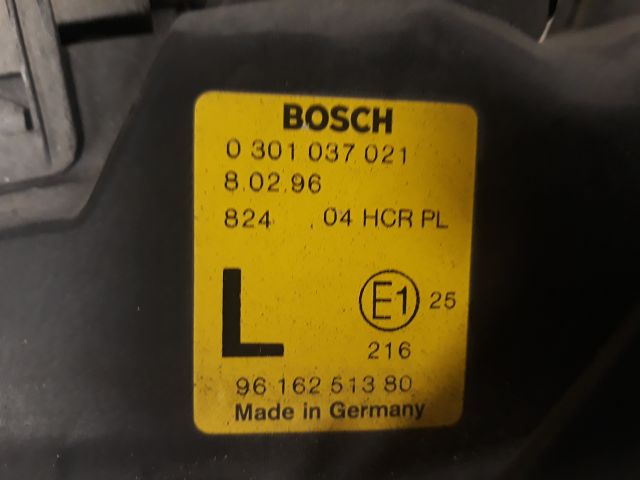 BOSCH
0 301 037 021
8.02.96
824 .04 HCR PL
L E1 25
216
96 162 513 80
Made in Germany